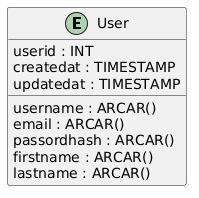 E User
userid : INT
createdat : TIMESTAMP
updatedat : TIMESTAMP
username : ARCAR()
email : ARCAR()
passordhash : ARCAR()
firstname : ARCAR()
lastname : ARCAR()